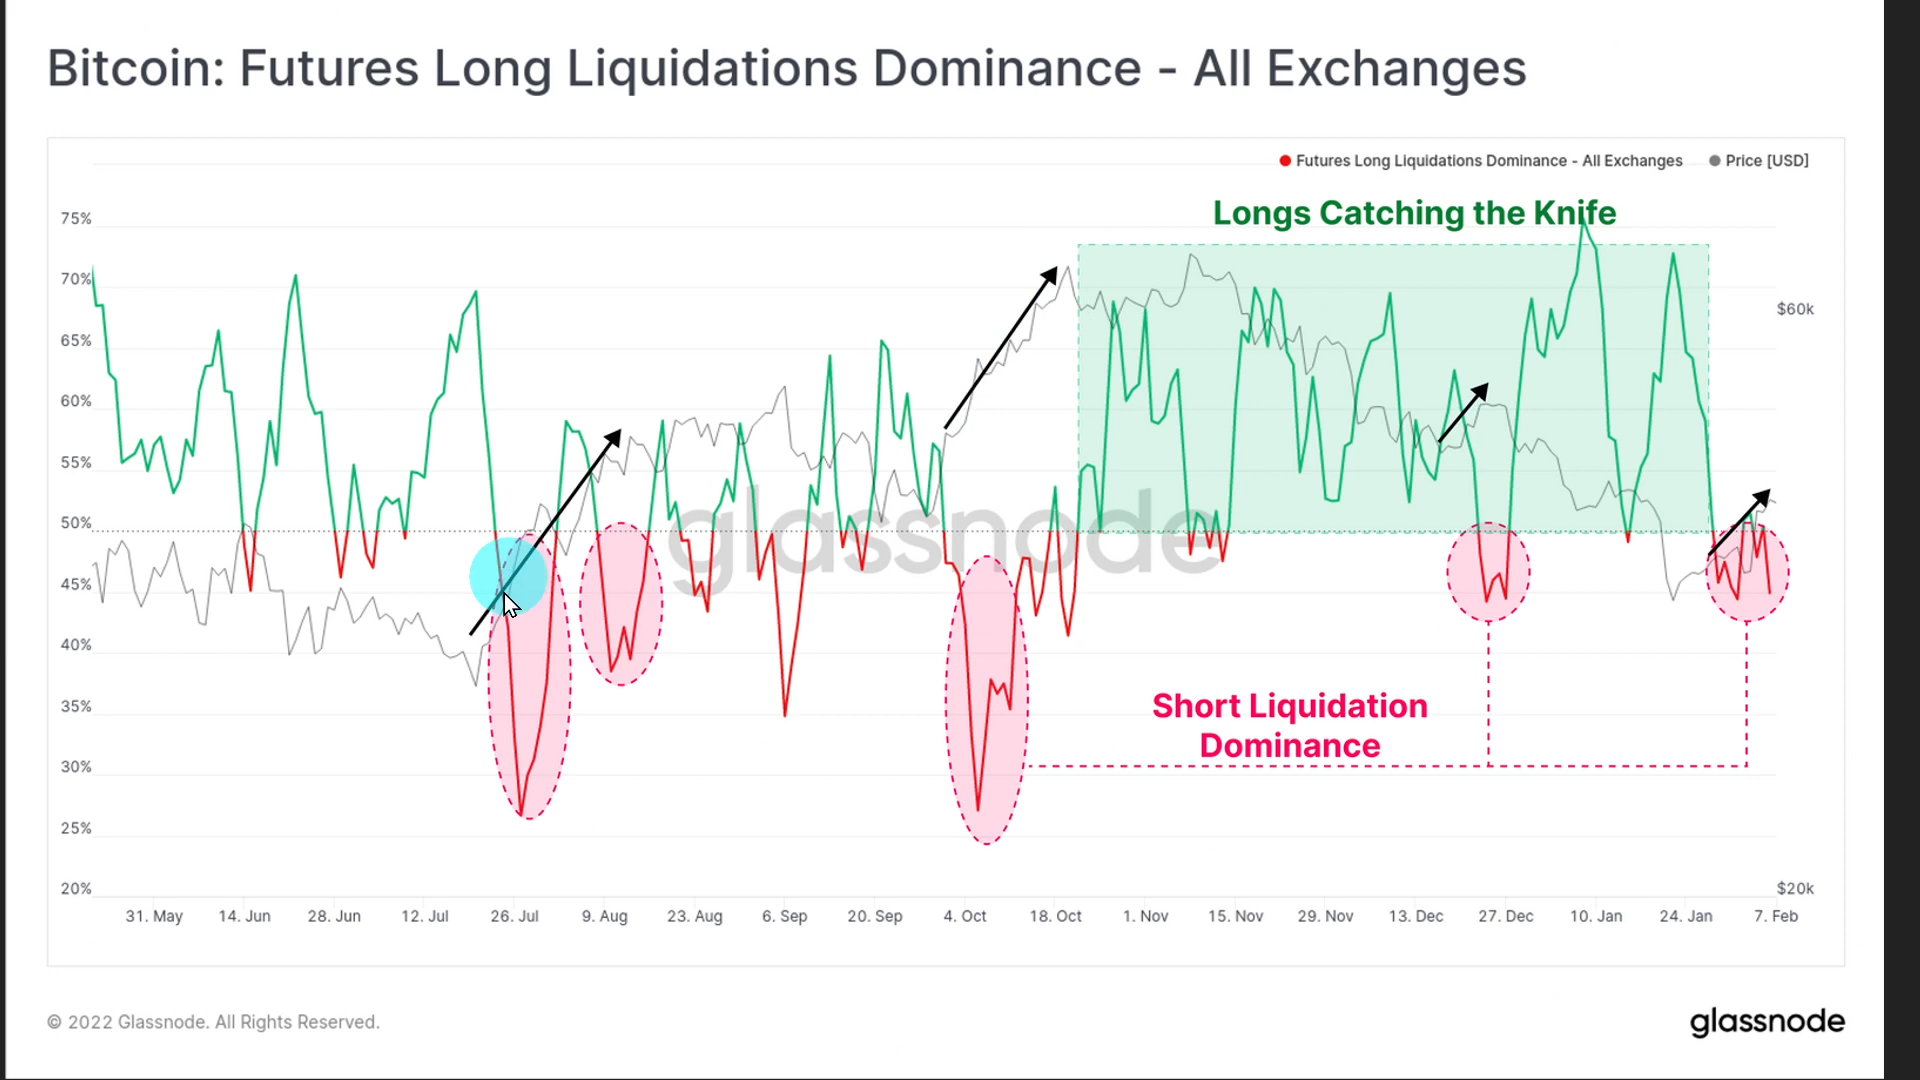 Bitcoin: Futures Long Liquidations Dominance - All Exchanges
Futures Long Liquidations Dominance - All Exchanges Price [USD]
Longs Catching the Knife
75%
70%
$60k
65%
60%
55%
50%
glassnode
45%
40%
35%
Short Liquidation
Dominance
30%
25%
20%
$20k
31. May 14. Jun 28. Jun 12. Jul 26. Jul 9. Aug 23. Aug 6. Sep 20. Sep 4. Oct 18. Oct 1. Nov 15. Nov 29. Nov 13. Dec 27. Dec 10. Jan 24. Jan 7. Feb
© 2022 Glassnode. All Rights Reserved.
glassnode